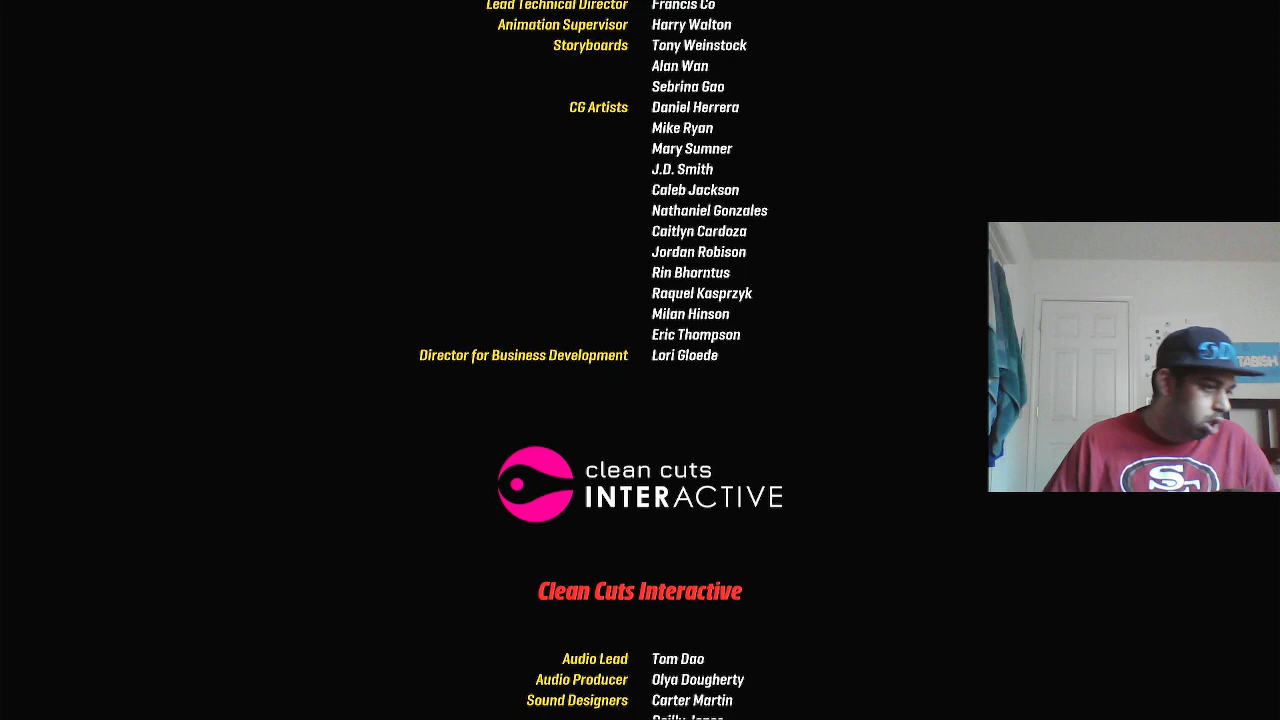 Lead Technical Director Francis Co
Animation Supervisor Harry Walton
Storyboards Tony Weinstock
Alan Wan
Sebrina Gao
CG Artists Daniel Herrera
Mike Ryan
Mary Sumner
J.D. Smith
Caleb Jackson
Nathaniel Gonzales
Caitlyn Cardoza
Jordan Robison
Rin Bhorntus
Raquel Kasprzyk
Milan Hinson
Eric Thompson
Director for Business Development Lori Gloede
SD
TABISH
SF
clean cuts
INTERACTIVE
Clean Cuts Interactive
Audio Lead Tom Dao
Audio Producer Olya Dougherty
Sound Designers Carter Martin